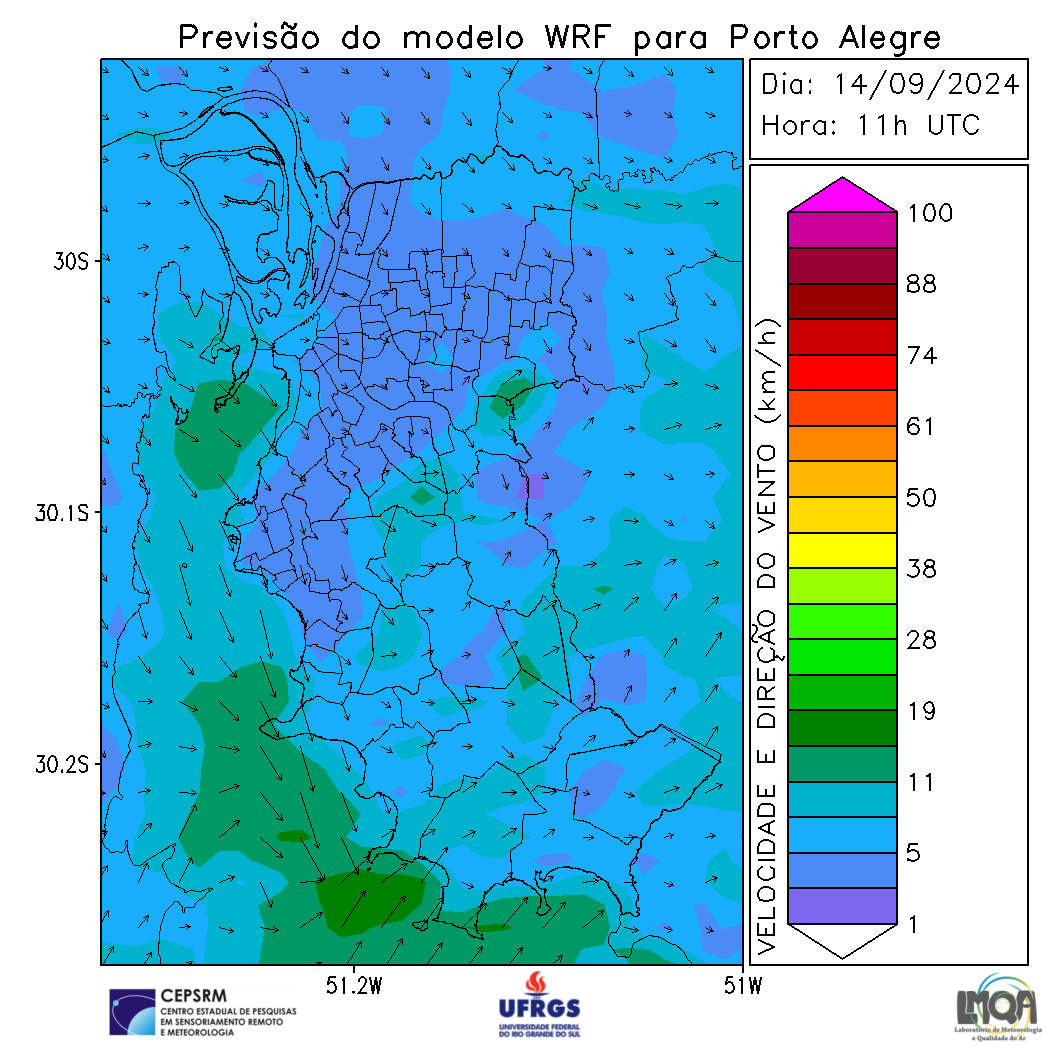 Previsão do modelo WRF para Porto Alegre
Dia: 14/09/2024
Hora: 11h UTC
30S
30.1S
30.2S
51.2W
51W
VELOCIDADE E DIREÇÃO DO VENTO (km/h)
100
88
74
61
50
38
28
19
11
5
1
CEPSRM
CENTRO ESTADUAL DE PESQUISAS
EM SENSORIAMENTO REMOTO
E METEOROLOGIA
UFRGS
UNIVERSIDADE FEDERAL
DO RIO GRANDE DO SUL
LMQA
Laboratório de Meteorologia
e Qualidade do Ar